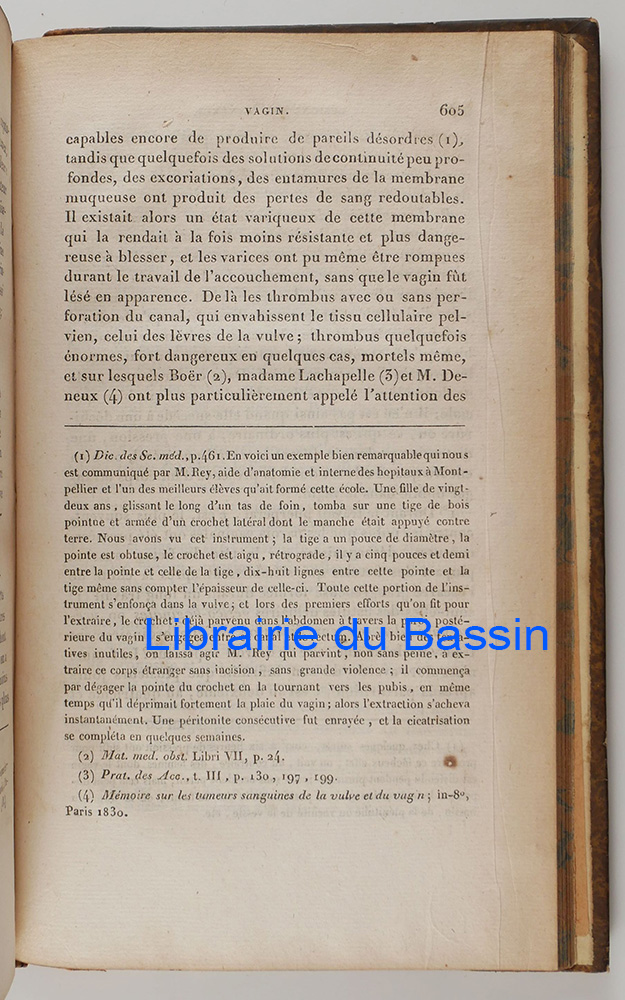 VAGIN. 605
capables encore de produire de pareils désordres (1),
tandis que quelquefois des solutions de continuité peu pro-
fondes, des excoriations, des entamures de la membrane
muqueuse ont produit des pertes de sang redoutables.
Il existait alors un état variqueux de cette membrane
qui la rendait à la fois moins résistante et plus dange-
reuse à blesser, et les varices ont pu même être rompues
durant le travail de l'accouchement, sans que le vagin fût
lésé en apparence. De là les thrombus avec ou sans per-
foration du canal, qui envahissent le tissu cellulaire pel-
vien, celui des lèvres de la vulve; thrombus quelquefois
énormes, fort dangereux en quelques cas, mortels même,
et sur lesquels Boër (2), madame Lachapelle (3) et M. De-
neux (4) ont plus particulièrement appelé l'attention des
(1) Dic. des Sc. méd., p. 461. En voici un exemple bien remarquable qui nous
est communiqué par M. Rey, aide d'anatomie et interne des hopitaux à Mont-
pellier et l'un des meilleurs élèves qu'ait formé cette école. Une fille de vingt-
deux ans, glissant le long d'un tas de foin, tomba sur une tige de bois
pointue et armée d'un crochet latéral dont le manche était appuyé contre
terre. Nous avons vu cet instrument; la tige a un pouce de diamètre, la
pointe est obtuse, le crochet est aigu, rétrograde, il y a cinq pouces et demi
entre la pointe et celle de la tige, dix-huit lignes entre cette pointe et la
tige même sans compter l'épaisseur de celle-ci. Toute cette portion de l'ins-
trument s'enfonça dans la vulve; et lors des premiers efforts qu'on fit pour
l'extraire, le crochet déjà parvenu dans l'abdomen à travers la paroi posté-
rieure du vagin, s'engagea entre canal et le rectum. Après bien des tenta-
Librairie du Bassin
tives inutiles, on laissa agir M. Rey qui parvint, non sans peine, à ex-
traire ce corps étranger sans incision, sans grande violence; il commença
par dégager la pointe du crochet en la tournant vers les pubis, en même
temps qu'il déprimait fortement la plaie du vagin; alors l'extraction s'acheva
instantanément. Une péritonite consécutive fut enrayée, et la cicatrisation
se compléta en quelques semaines.
(2) Mat. med. obst. Libri VII, p. 24.
(3) Prat. des Acc., t. III, p. 130, 197, 199.
(4) Mémoire sur les tumeurs sanguines de la vulve et du vag n; in-8°,
Paris 1830.